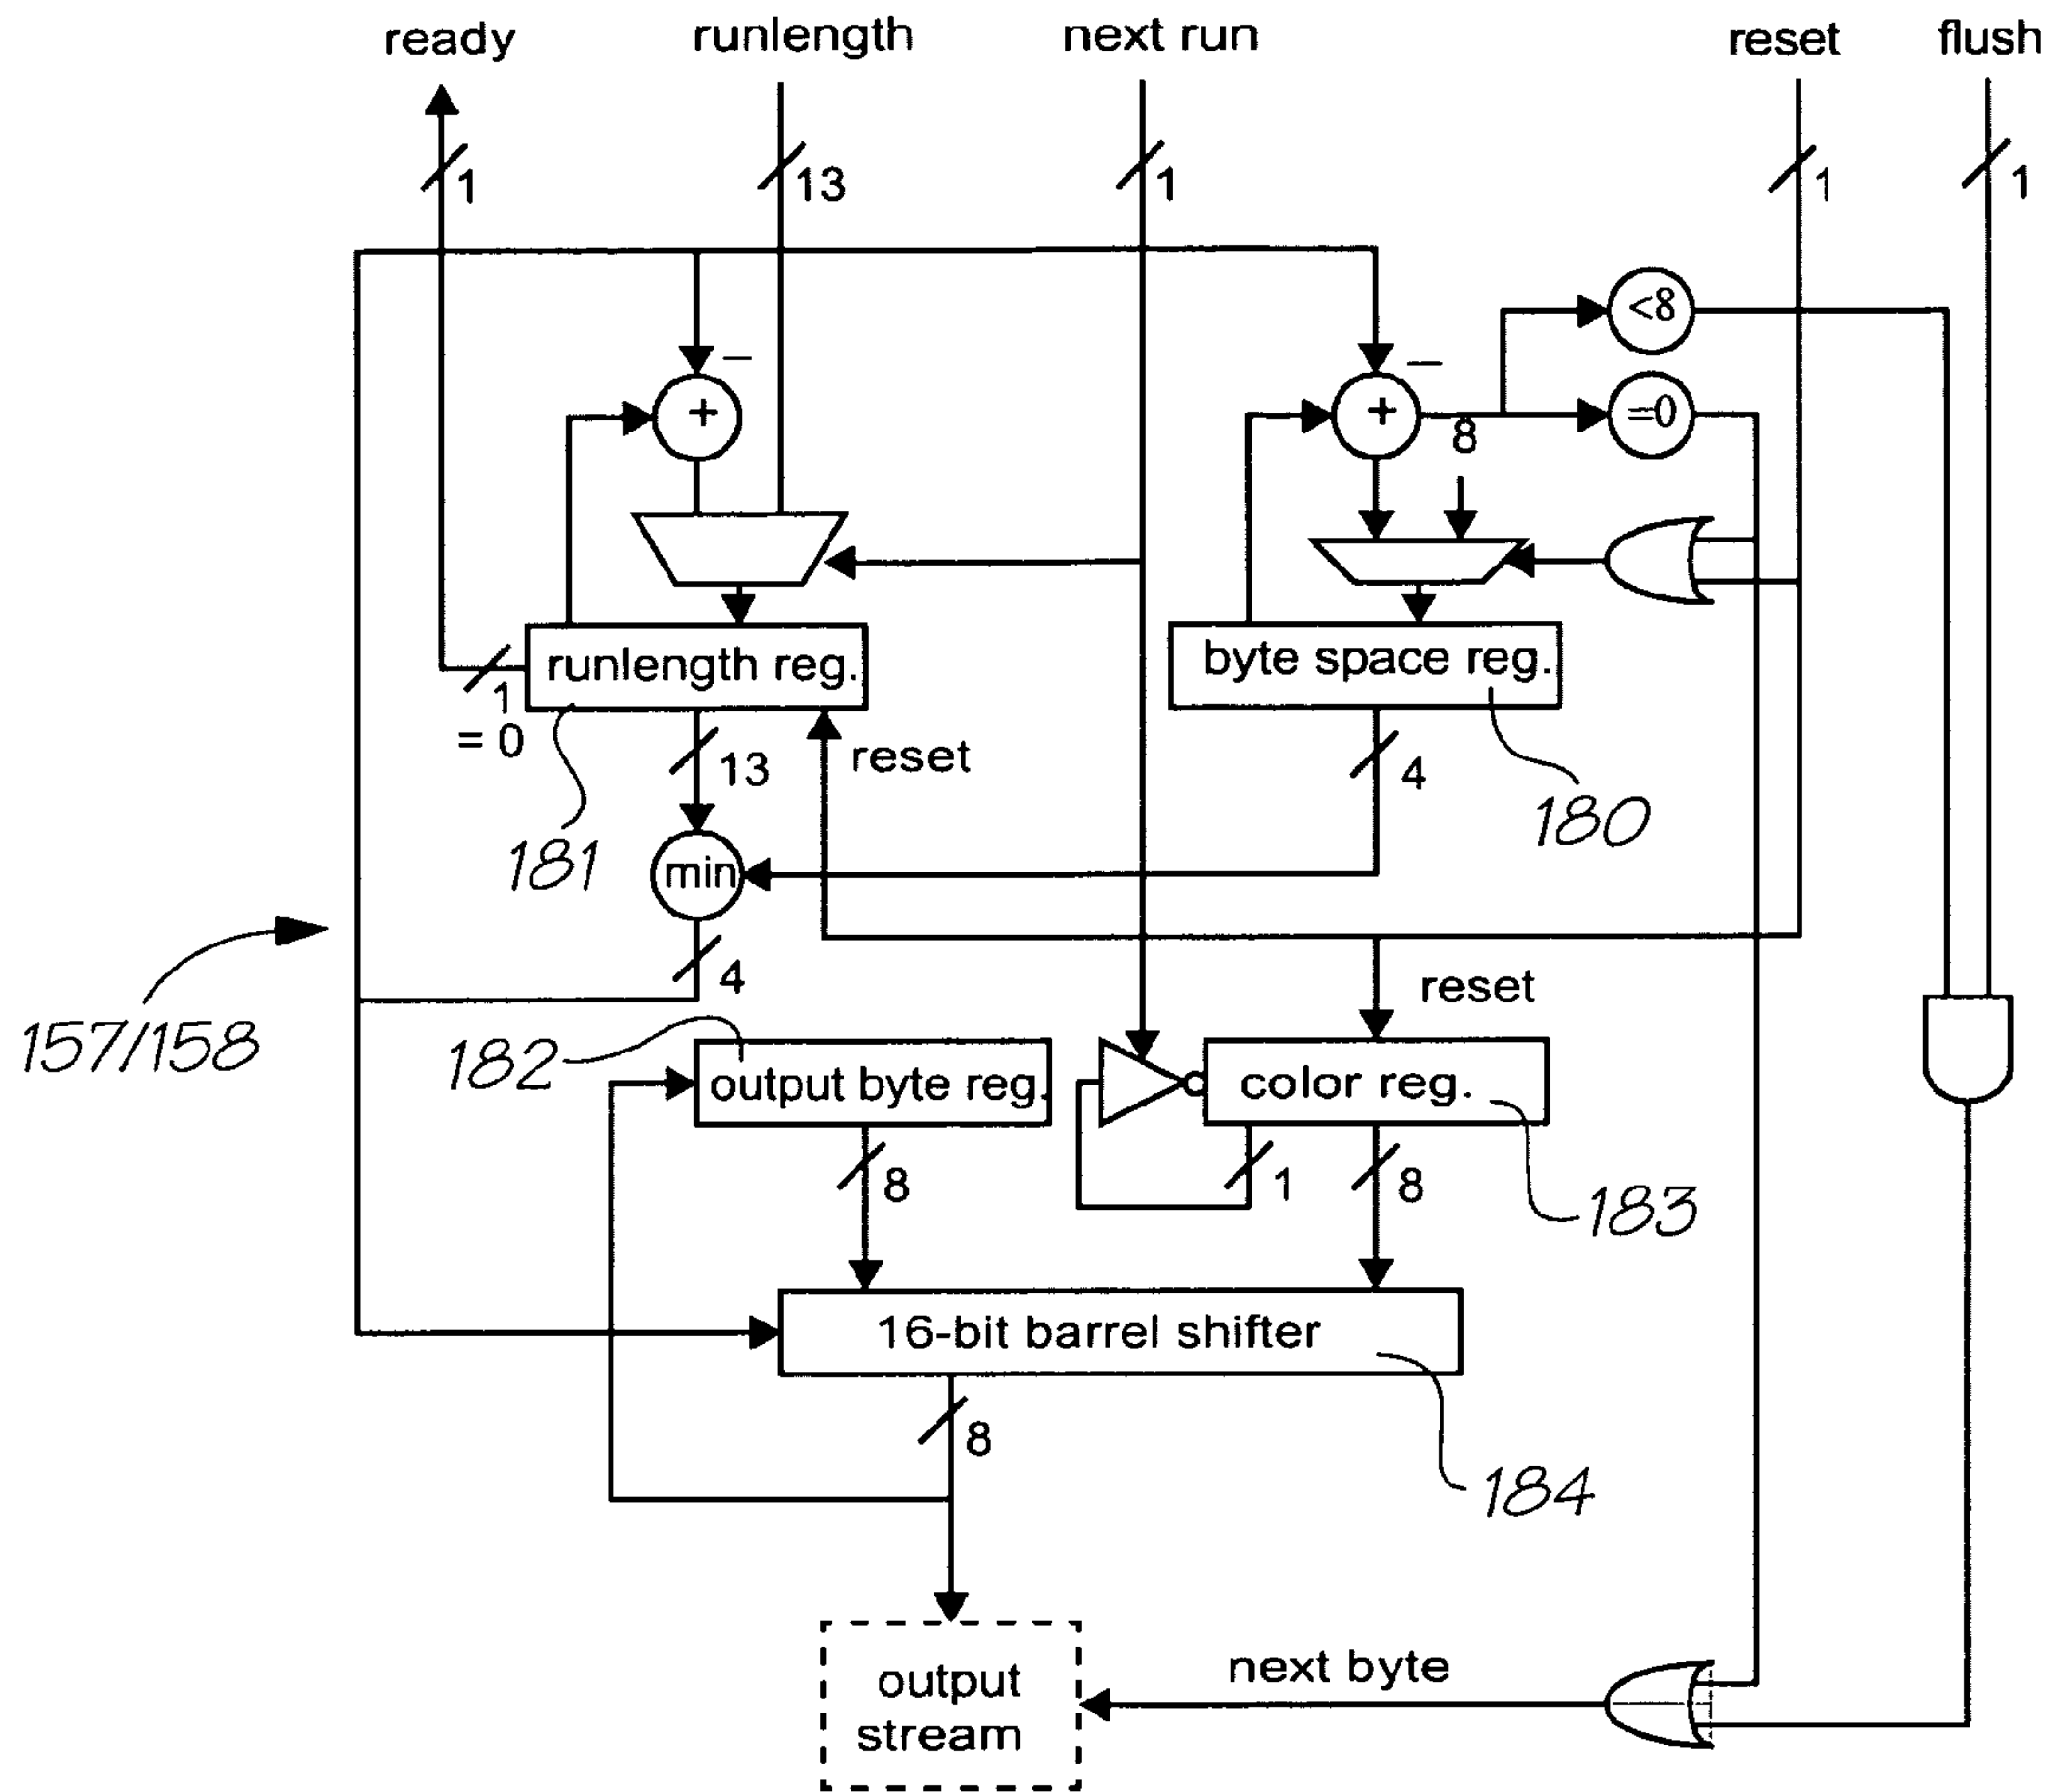 ready
runlength
next run
reset
flush
1
13
1
1
1
–
+
–
+
8
<8
=0
runlength reg.
byte space reg.
1
= 0
13
reset
4
180
181
min
4
157/158
reset
182
output byte reg.
color reg.
8
1
8
183
16-bit barrel shifter
8
184
output
stream
next byte